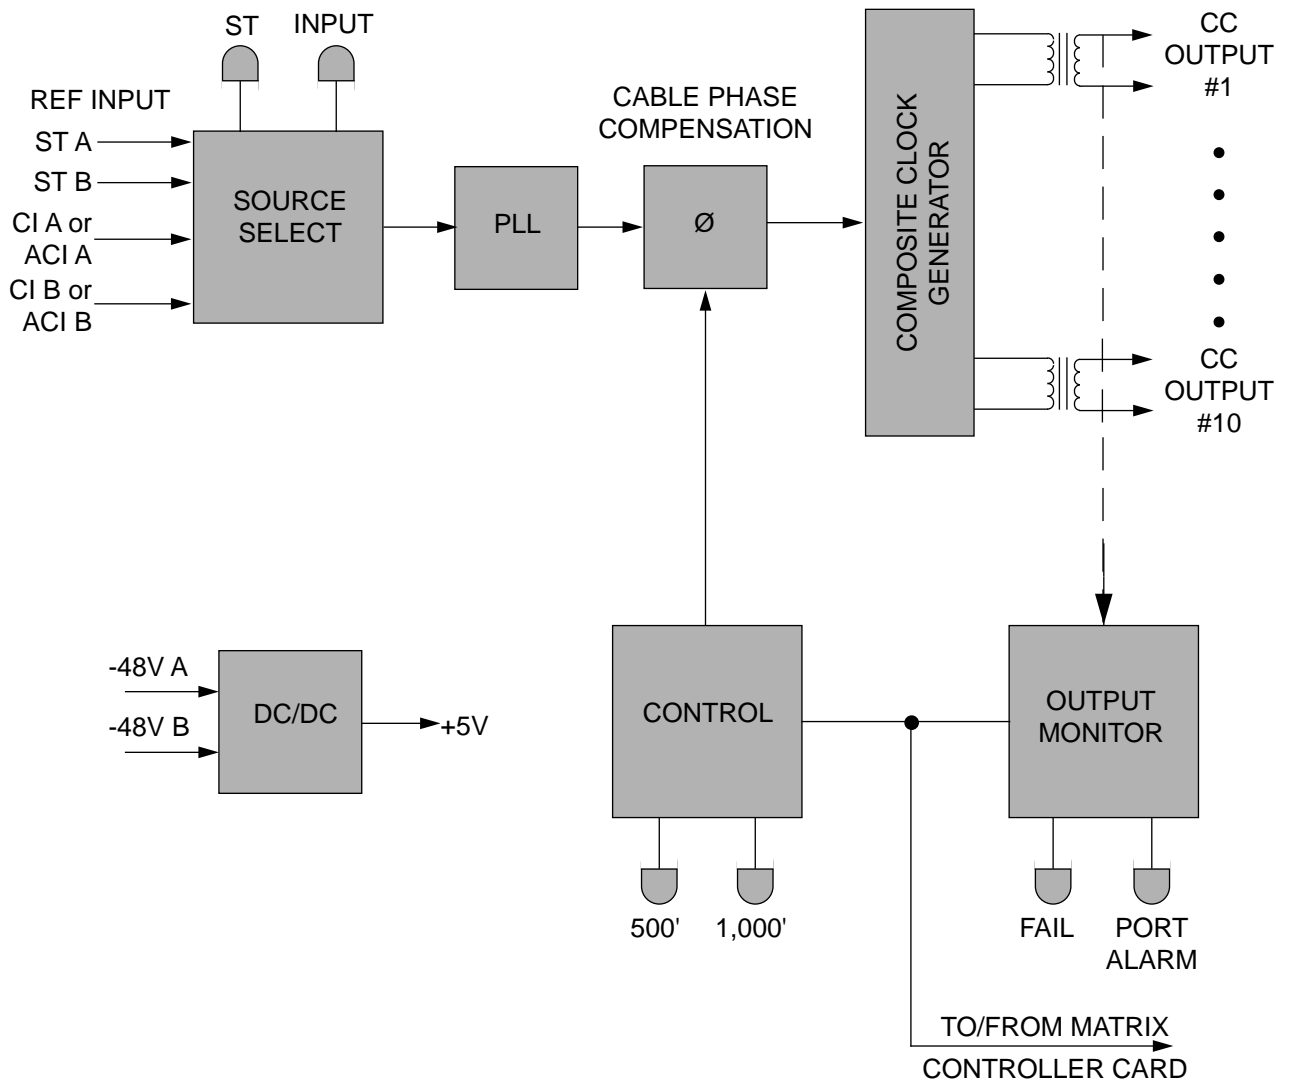 ST
INPUT
REF INPUT
ST A
ST B
CI A or
ACI A
CI B or
ACI B
SOURCE
SELECT
PLL
CABLE PHASE
COMPENSATION
Ø
COMPOSITE CLOCK
GENERATOR
CC
OUTPUT
#1
CC
OUTPUT
#10
-48V A
-48V B
DC/DC
+5V
CONTROL
500'
1,000'
OUTPUT
MONITOR
FAIL
PORT
ALARM
TO/FROM MATRIX
CONTROLLER CARD